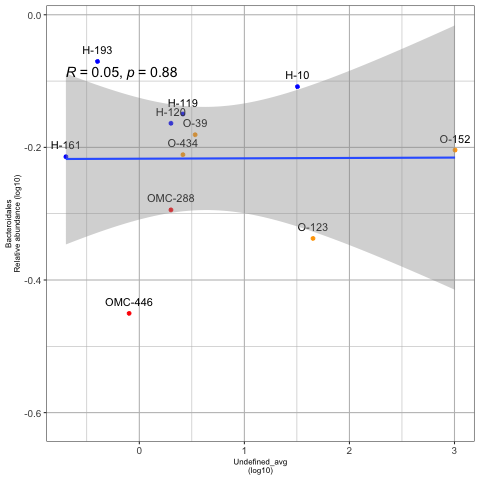 0.0
H-193
R = 0.05, p = 0.88
H-10
H-119
H-120
O-39
-0.2
H-161
O-434
O-152
OMC-288
O-123
Bacteroidales
Relative abundance (log10)
-0.4
OMC-446
-0.6
0
1
2
3
Undefined_avg
(log10)